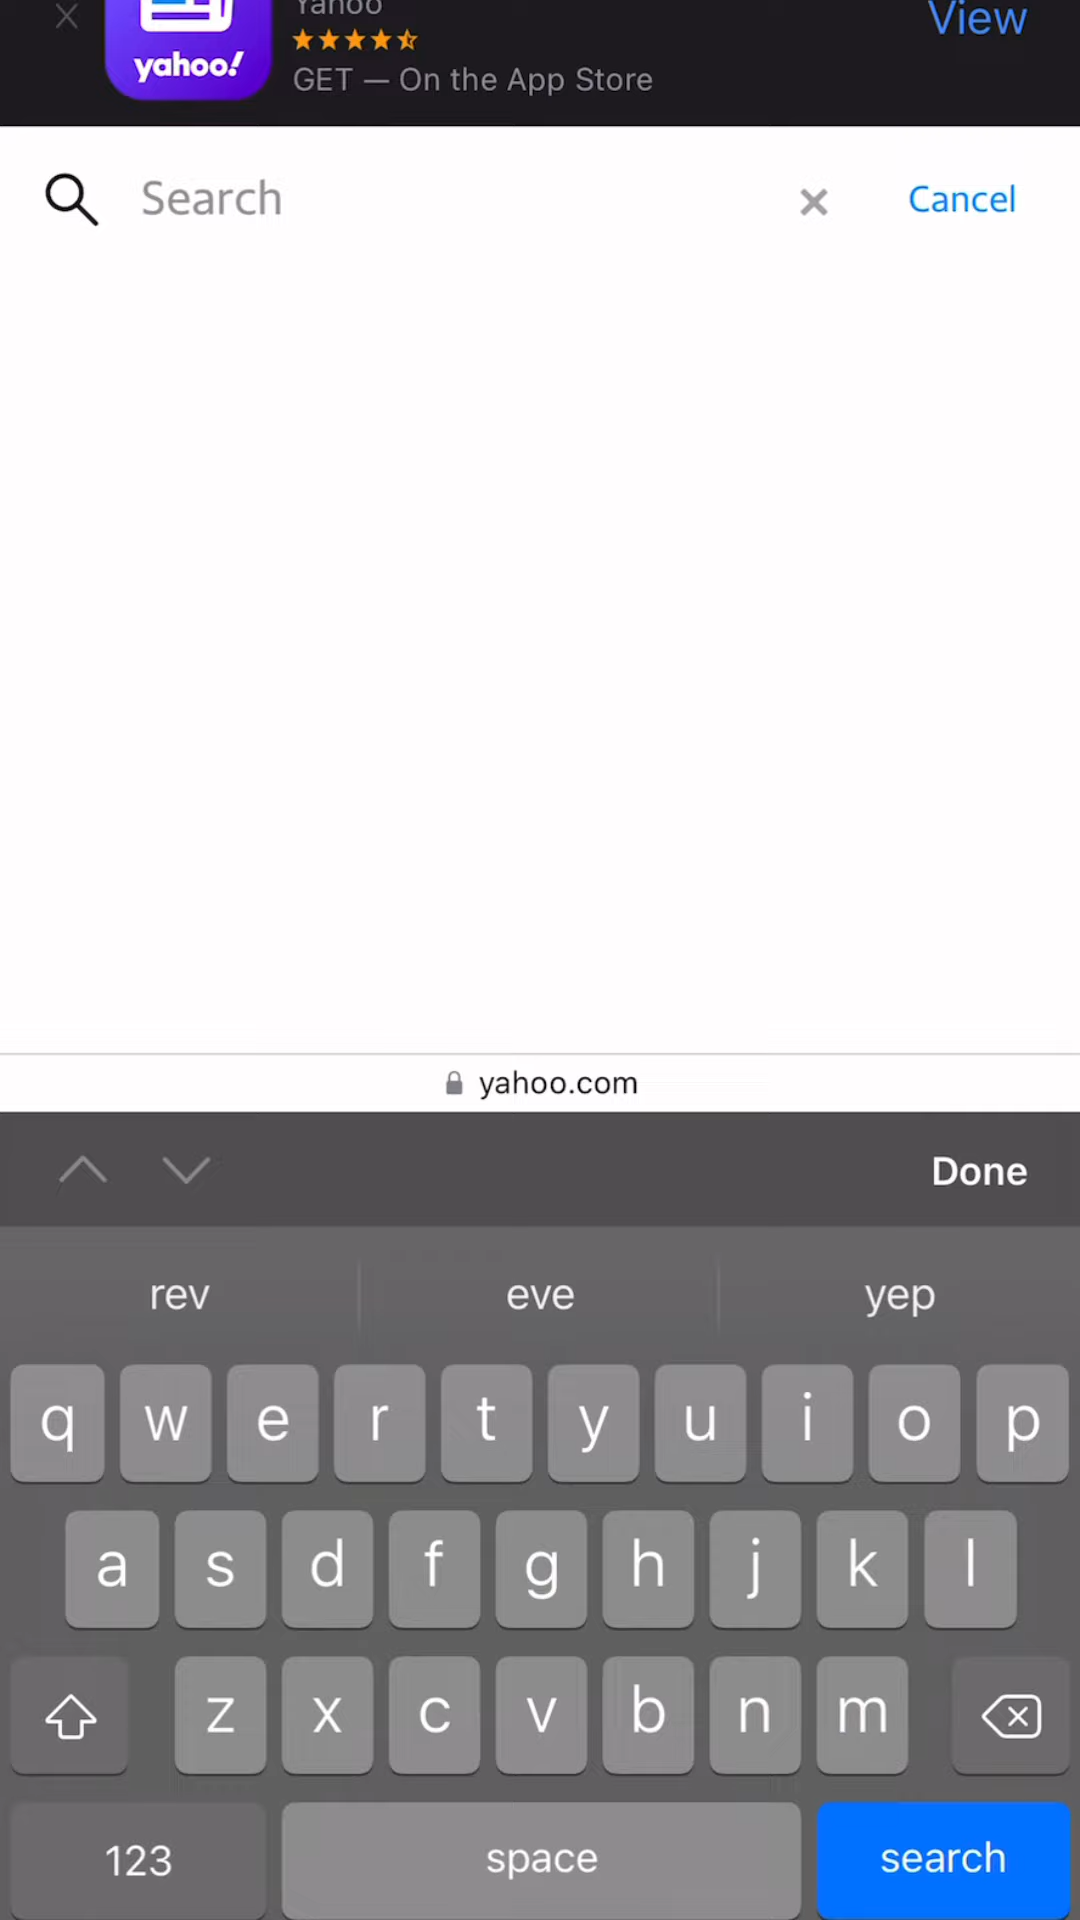 Yahoo
yahoo!
View
GET — On the App Store
Search
Cancel
yahoo.com
Done
rev eve yep
q w e r t y u i o p
a s d f g h j k l
z x c v b n m
123 space search